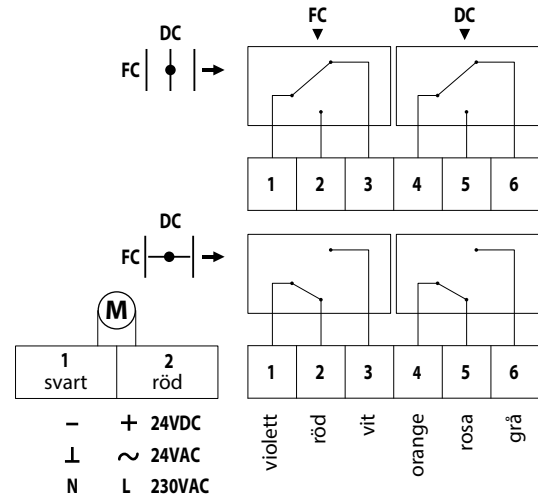 FC DC
DC
FC
1 2 3 4 5 6
DC
FC
M
1 2
svart röd
1 2 3 4 5 6
violett röd vit orange rosa grå
– + 24VDC
⊥ ~ 24VAC
N L 230VAC